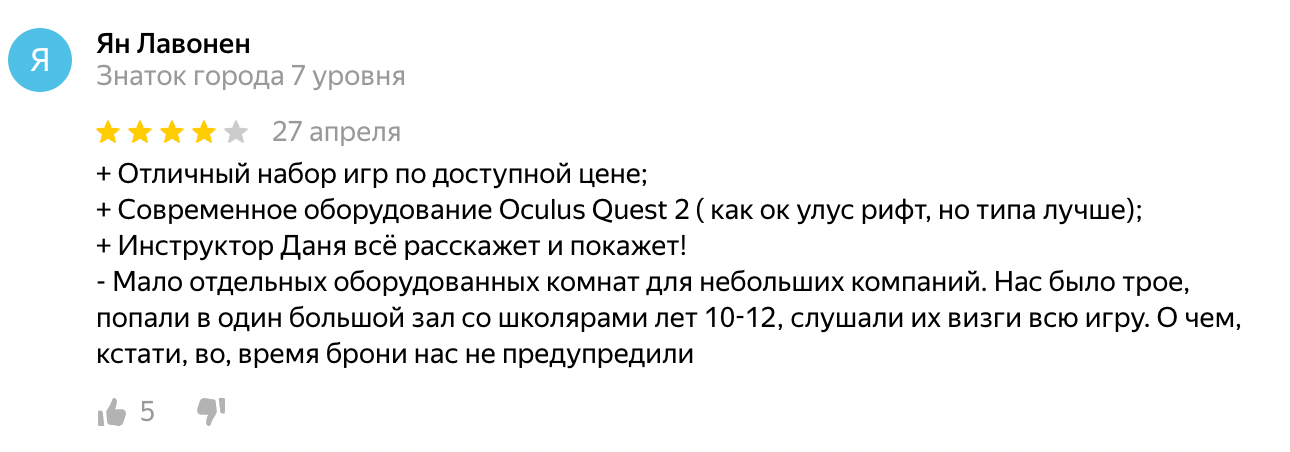 Я
Ян Лавонен
Знаток города 7 уровня
27 апреля
+ Отличный набор игр по доступной цене;
+ Современное оборудование Oculus Quest 2 ( как ок улус рифт, но типа лучше);
+ Инструктор Даня всё расскажет и покажет!
- Мало отдельных оборудованных комнат для небольших компаний. Нас было трое,
попали в один большой зал со школярами лет 10-12, слушали их визги всю игру. О чем,
кстати, во, время брони нас не предупредили
5